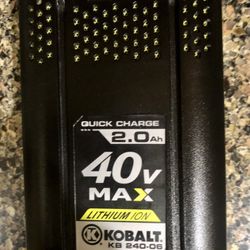 QUICK CHARGE
2.0Ah
40V
MAX
LITHIUM ION
K KOBALT
KB 240-06